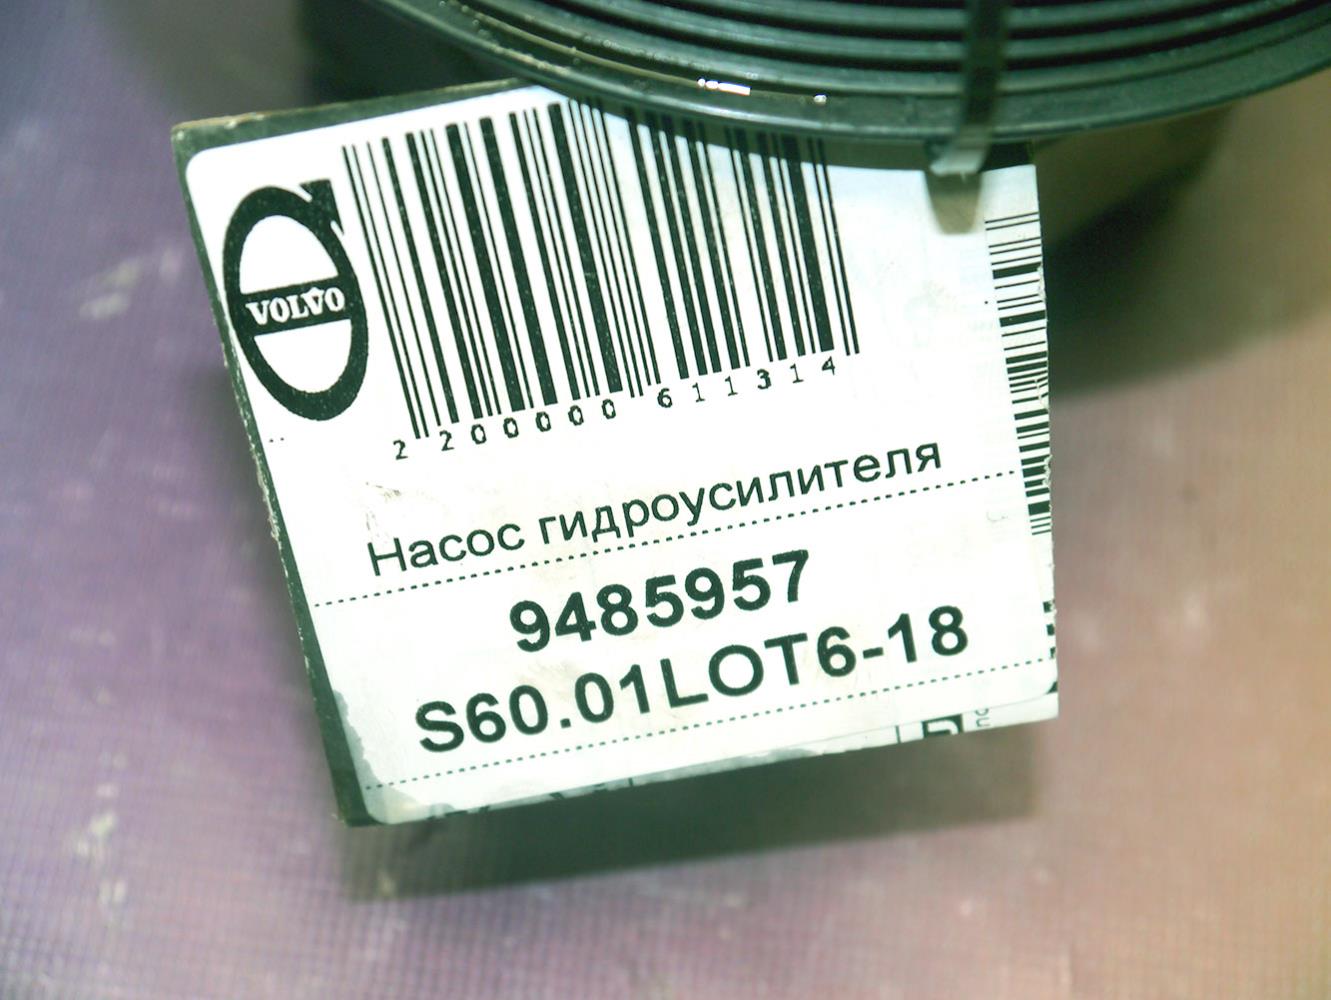 VOLVO
2 200000 611314
Насос гидроусилителя
9485957
S60.01LOT6-18